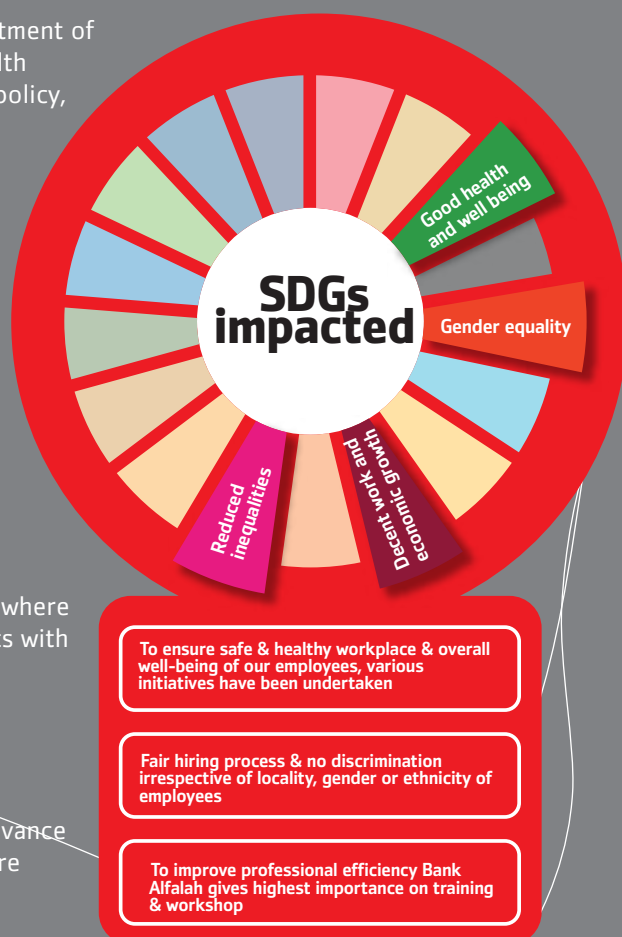 tment of
lth
policy,
Good health
and well being
SDGs
impacted
Gender equality
Decent work and
economic growth
Reduced
inequalities
where
ts with
To ensure safe & healthy workplace & overall
well-being of our employees, various
initiatives have been undertaken
Fair hiring process & no discrimination
irrespective of locality, gender or ethnicity of
employees
vance
re
To improve professional efficiency Bank
Alfalah gives highest importance on training
& workshop